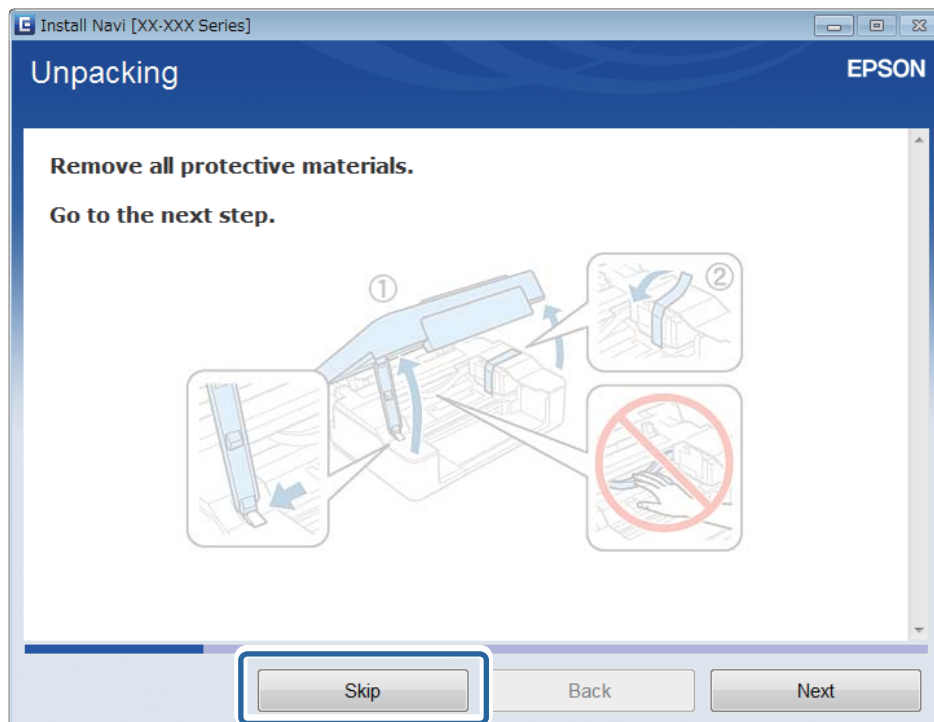 Install Navi [XX-XXX Series]
Unpacking
EPSON
Remove all protective materials.
Go to the next step.
①
②
Skip
Back
Next